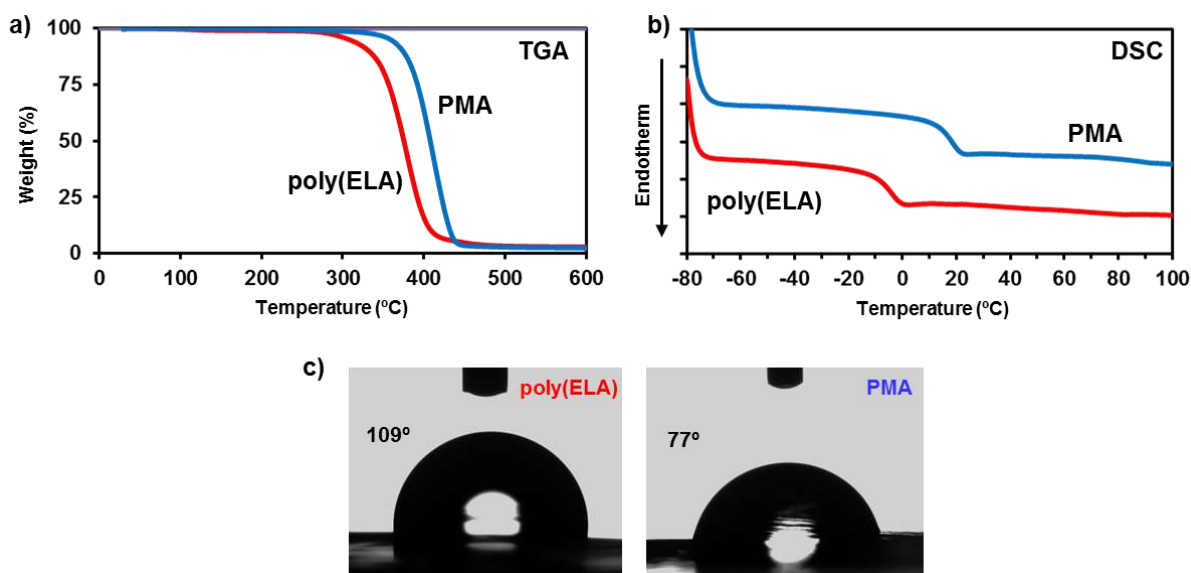 a)
100
TGA
75
PMA
50
poly(ELA)
25
0
Weight (%)
0 100 200 300 400 500 600
Temperature (ºC)
b)
DSC
Endotherm
PMA
poly(ELA)
-80 -60 -40 -20 0 20 40 60 80 100
Temperature (ºC)
c)
poly(ELA)
109º
PMA
77º